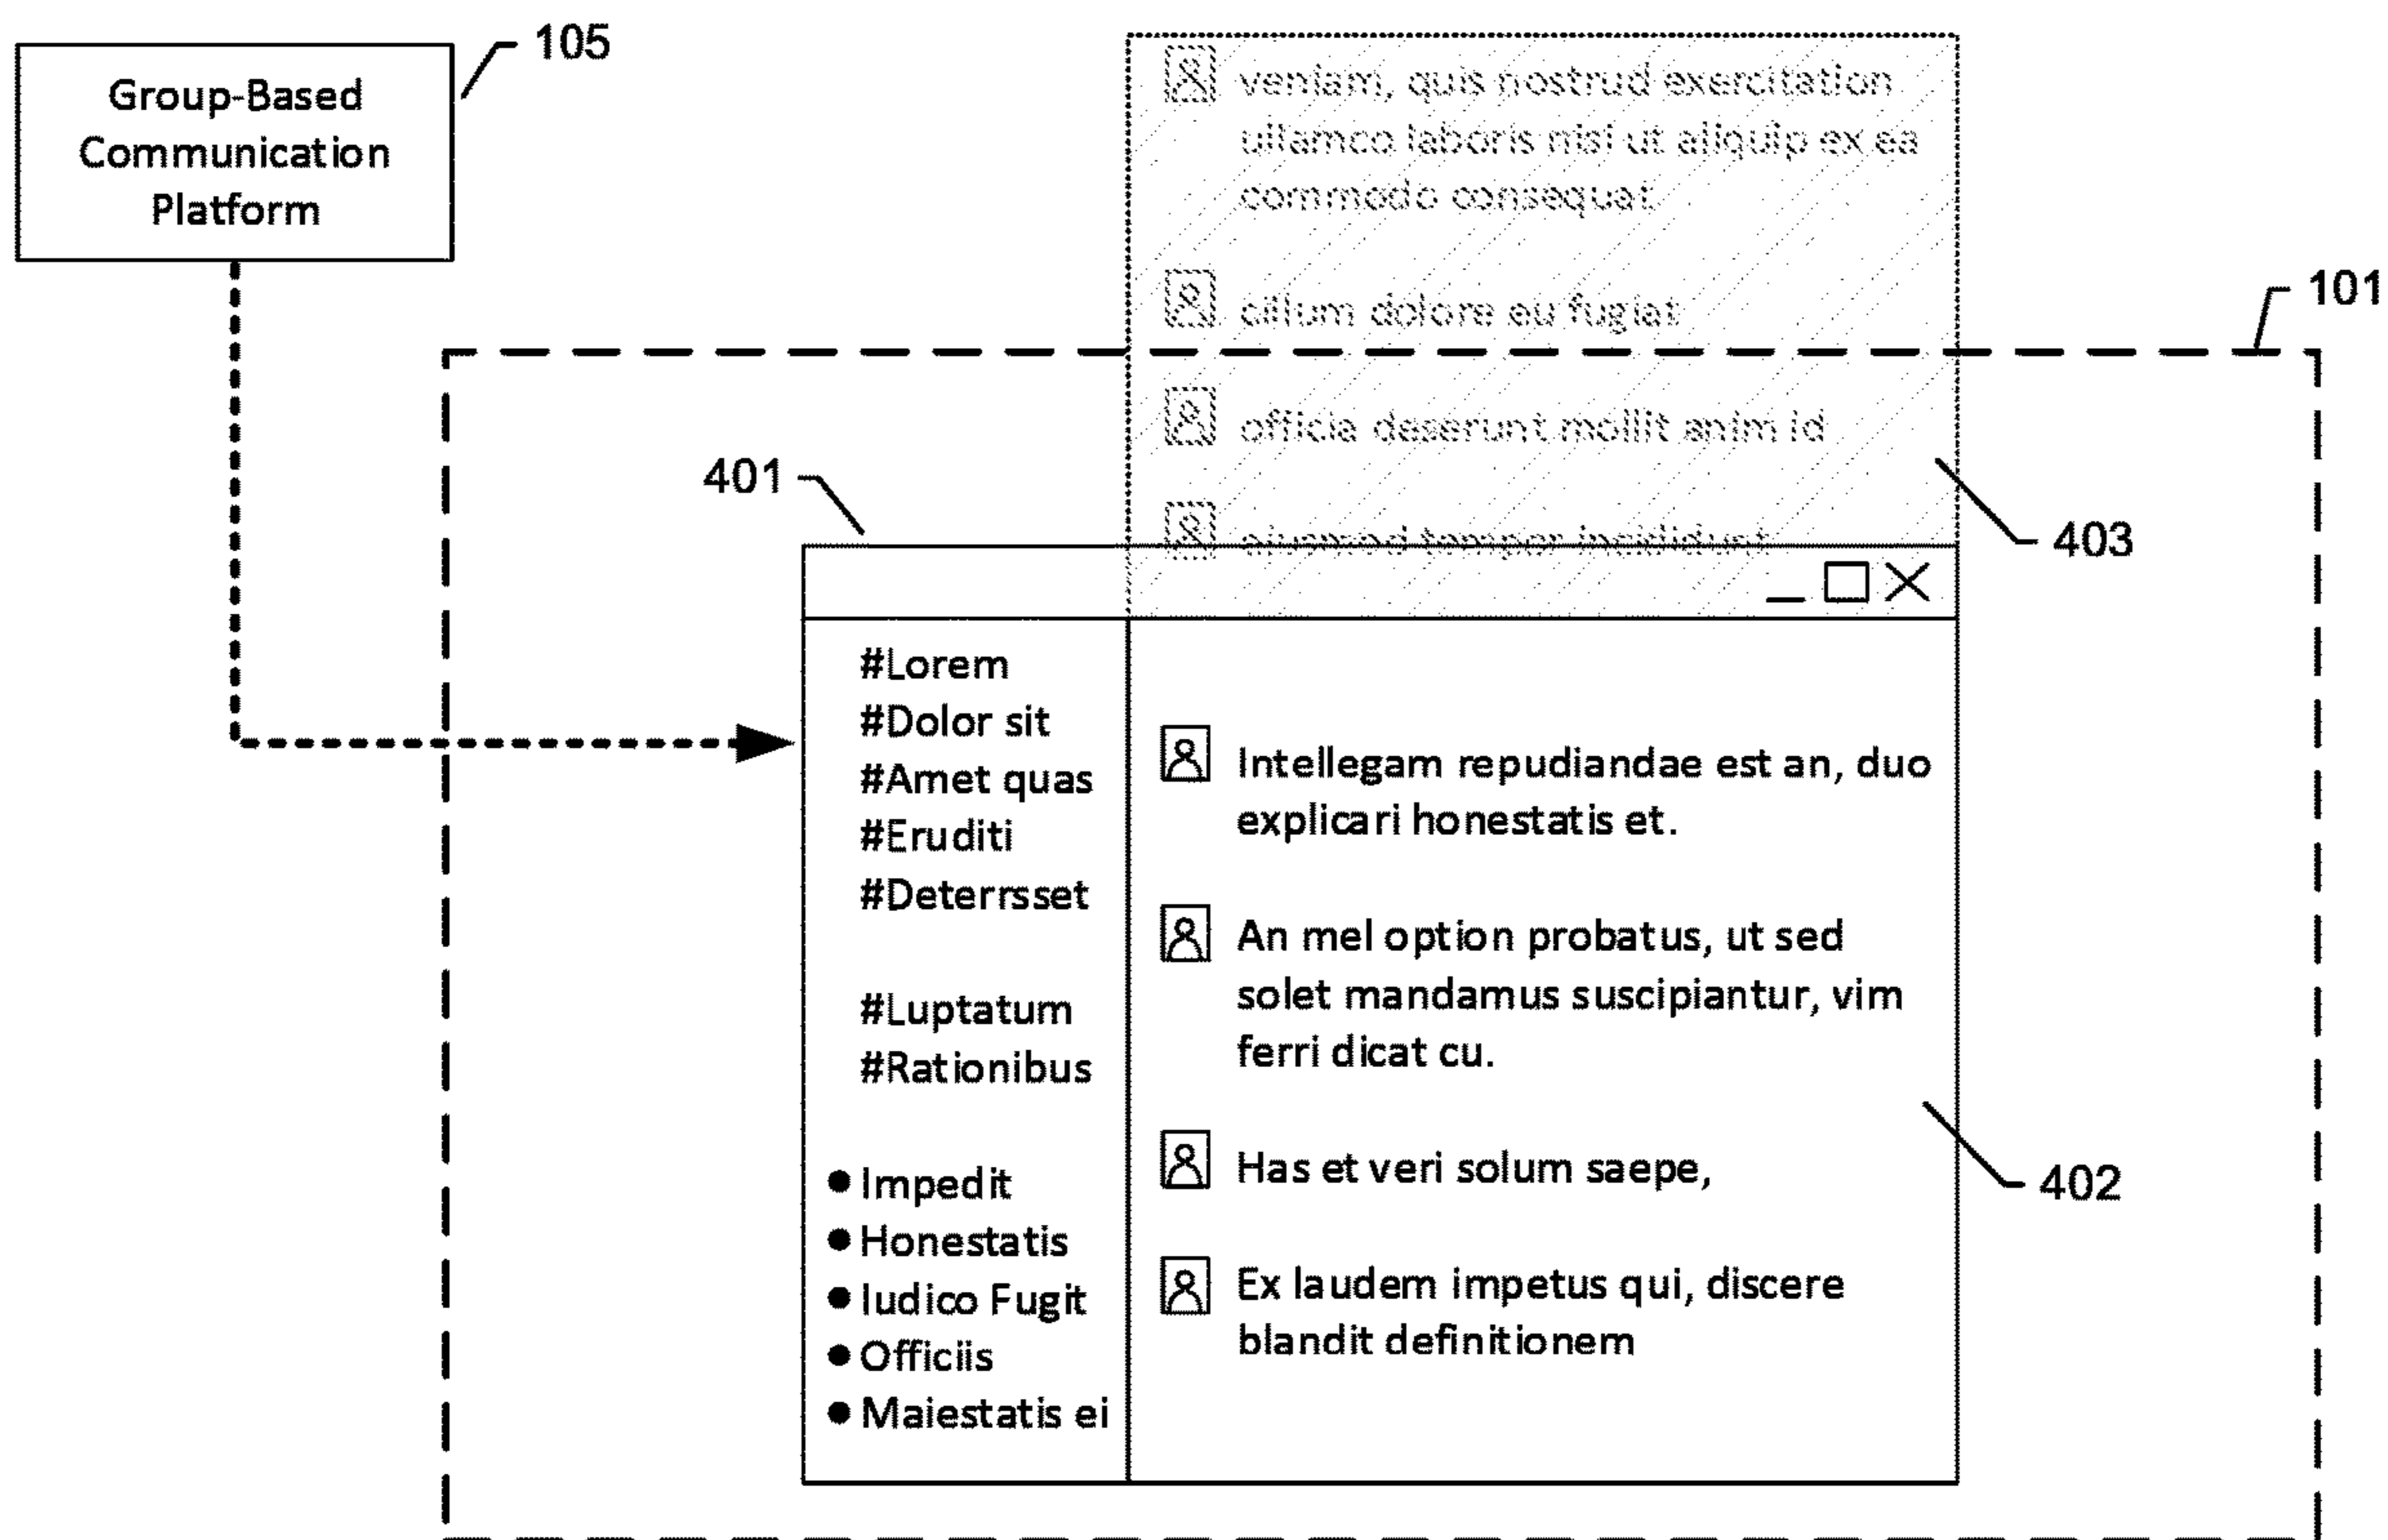 105
Group-Based
Communication
Platform
veniam, quis nostrud exercitation
ullamco laboris nisi ut aliquip ex ea
commodo consequat
cillum dolore eu fugiat
101
officia deserunt mollit anim id
401
403
eiusmod tempor incididunt
#Lorem
#Dolor sit
#Amet quas
#Eruditi
#Deterrsset
#Luptatum
#Rationibus
Impedit
Honestatis
Iudico Fugit
Officiis
Maiestatis ei
Intellegam repudiandae est an, duo
explicari honestatis et.
An mel option probatus, ut sed
solet mandamus suscipiantur, vim
ferri dicat cu.
Has et veri solum saepe,
Ex laudem impetus qui, discere
blandit definitionem
402